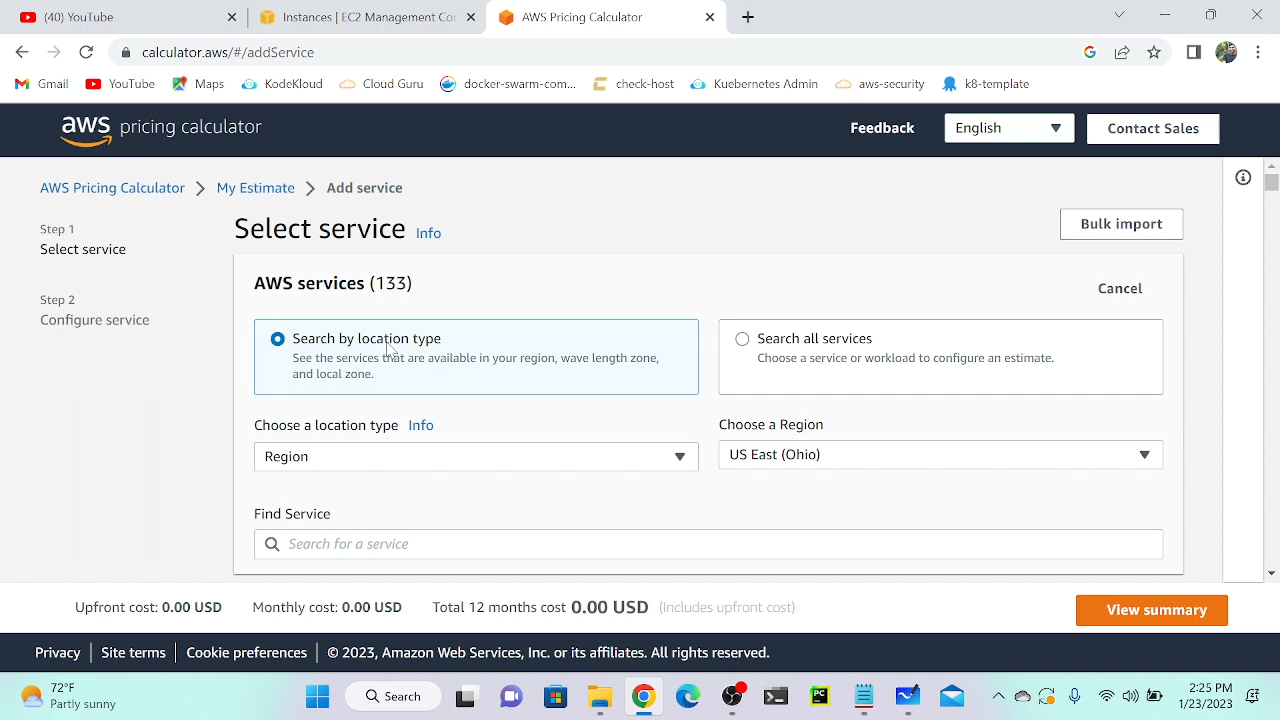 (40) YouTube
Instances | EC2 Management Co
AWS Pricing Calculator
calculator.aws/#/addService
Gmail
YouTube
Maps
KodeKloud
Cloud Guru
docker-swarm-com...
check-host
Kuebernetes Admin
aws-security
k8-template
aws pricing calculator
Feedback
English
Contact Sales
AWS Pricing Calculator
My Estimate
Add service
Step 1
Select service
Step 2
Configure service
Select service Info
Bulk import
AWS services (133)
Cancel
Search by location type
See the services that are available in your region, wave length zone,
and local zone.
Search all services
Choose a service or workload to configure an estimate.
Choose a location type Info
Region
Choose a Region
US East (Ohio)
Find Service
Search for a service
Upfront cost: 0.00 USD
Monthly cost: 0.00 USD
Total 12 months cost 0.00 USD (Includes upfront cost)
View summary
Privacy
Site terms
Cookie preferences
© 2023, Amazon Web Services, Inc. or its affiliates. All rights reserved.
72°F
Partly sunny
Search
PC
2:25 PM
1/23/2023